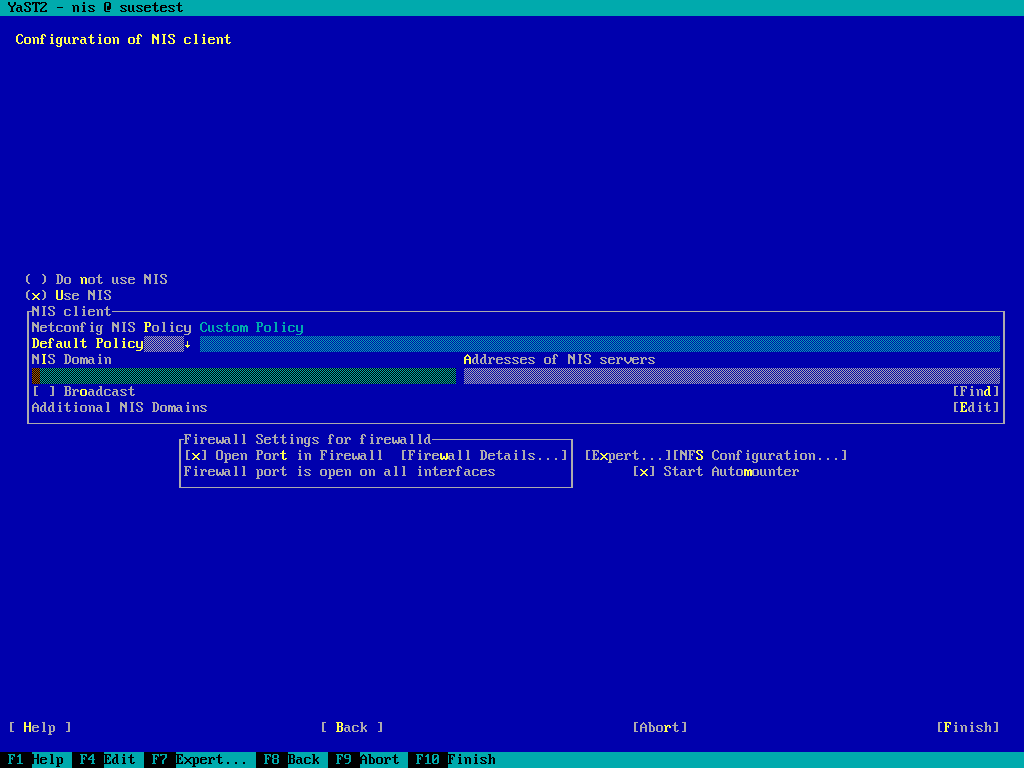 YaST2 - nis @ susetest
Configuration of NIS client
( ) Do not use NIS
(x) Use NIS
NIS client
Netconfig NIS Policy Custom Policy
Default Policy ↓
NIS Domain Addresses of NIS servers
[ ] Broadcast [Find]
Additional NIS Domains [Edit]
Firewall Settings for firewalld
[x] Open Port in Firewall [Firewall Details...] [Expert...][NFS Configuration...]
Firewall port is open on all interfaces [x] Start Automounter
[ Help ] [ Back ] [Abort] [Finish]
F1 Help F4 Edit F7 Expert... F8 Back F9 Abort F10 Finish